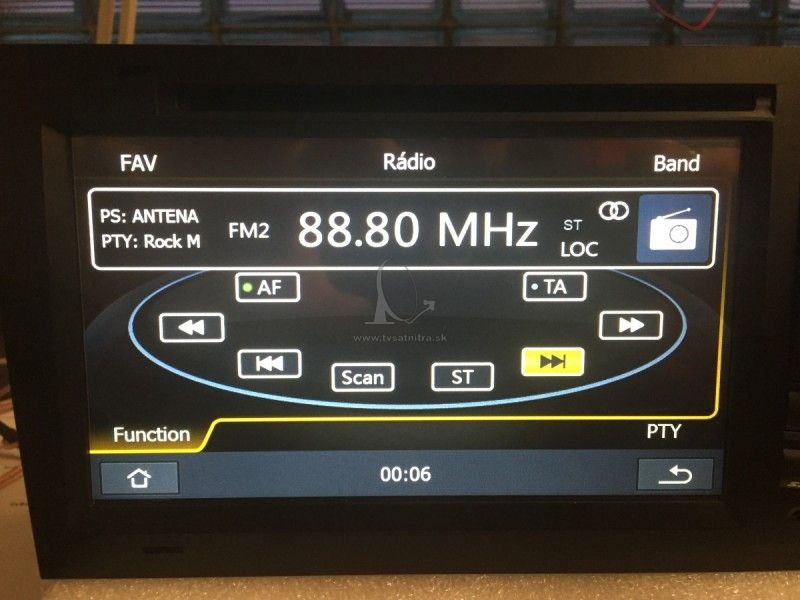 FAV Rádio Band
PS: ANTENA
PTY: Rock M
FM2 88.80 MHz ST
LOC
AF TA
www.tvsatnitra.sk
Scan ST
Function PTY
00:06